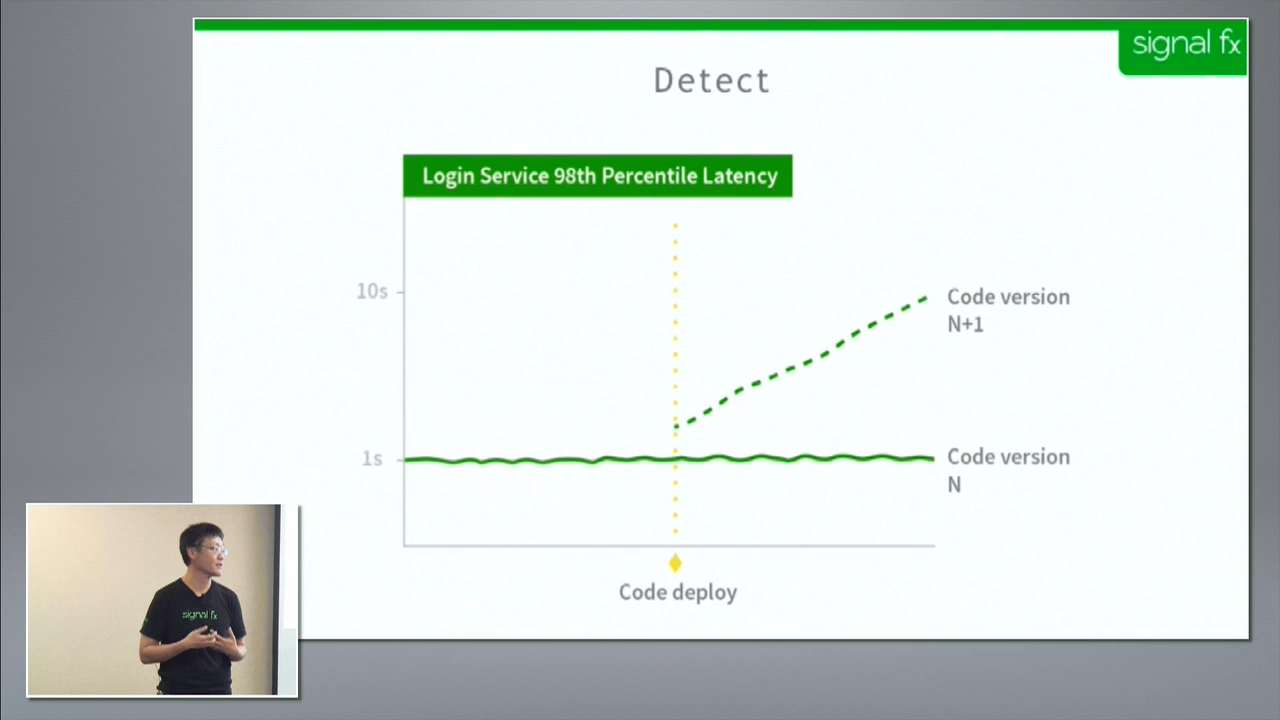 signal fx
Detect
Login Service 98th Percentile Latency
10s
Code version
N+1
1s
Code version
N
Code deploy
signal fx